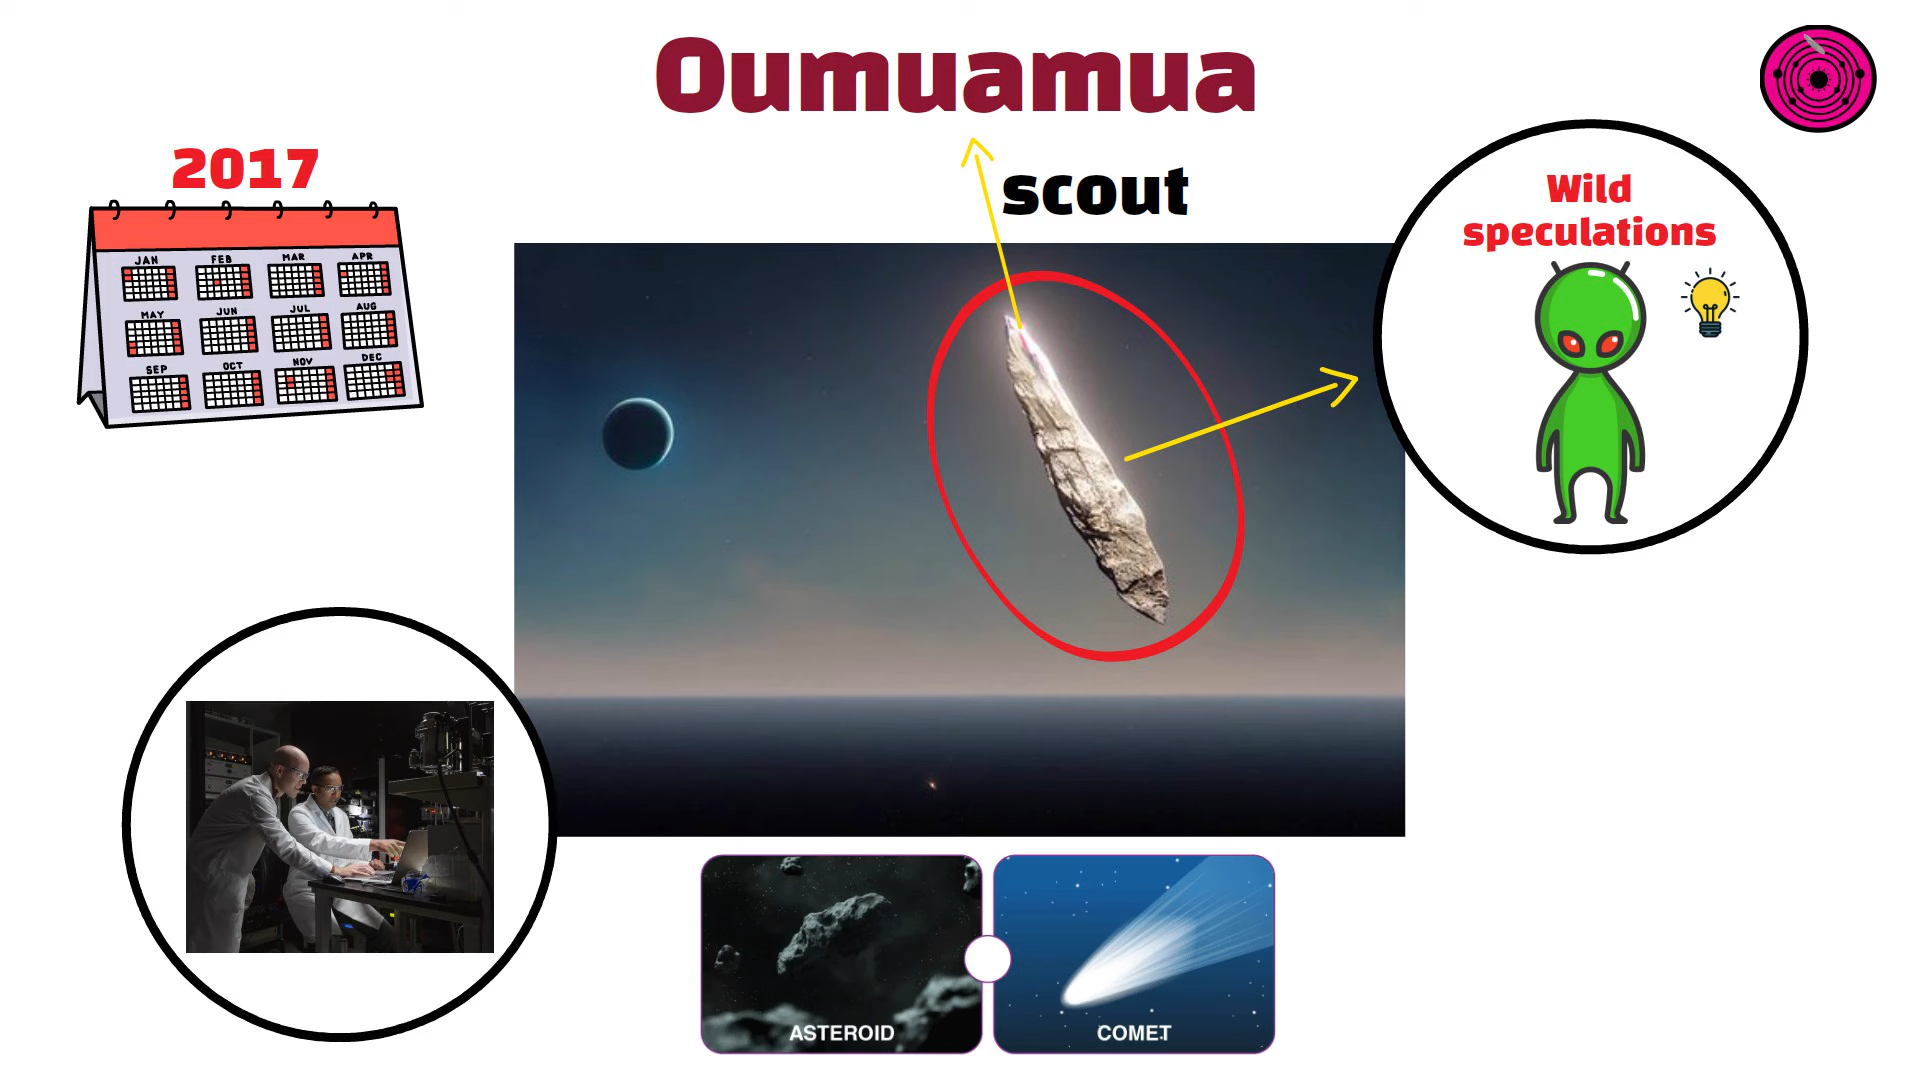 Oumuamua
2017
scout
Wild
speculations
JAN FEB MAR APR
MAY JUN JUL AUG
SEP OCT NOV DEC
ASTEROID
COMET